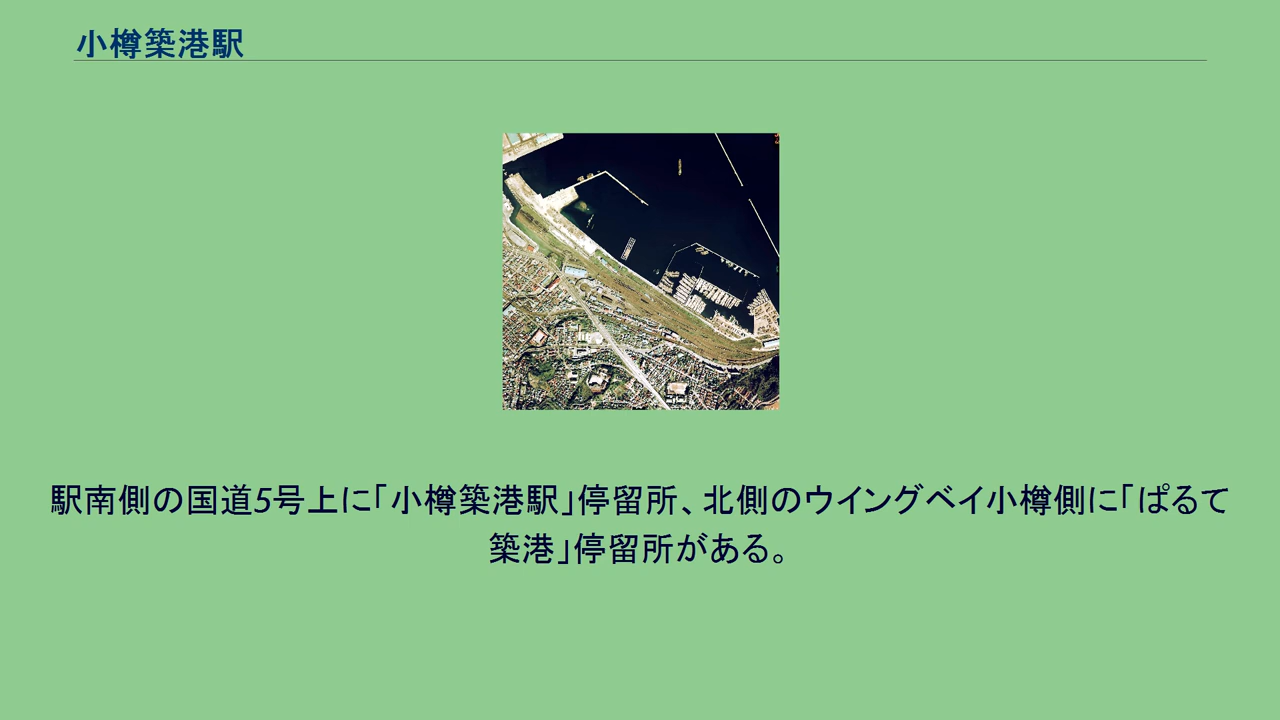 小樽築港駅
駅南側の国道5号上に「小樽築港駅」停留所、北側のウイングベイ小樽側に「ぱるて
築港」停留所がある。